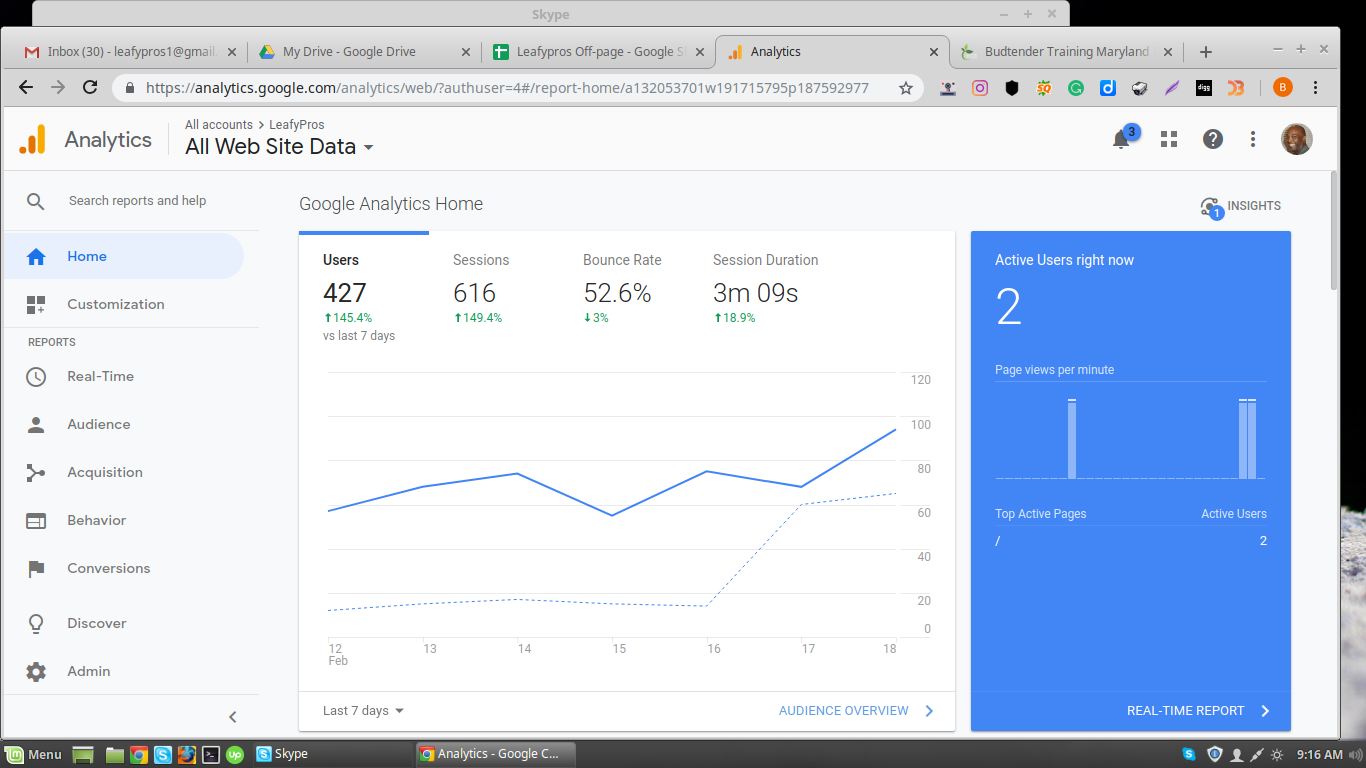 Skype
Inbox (30) - leafypros1@gmail.
My Drive - Google Drive
Leafypros Off-page - Google S
Analytics
Budtender Training Maryland
https://analytics.google.com/analytics/web/?authuser=4#/report-home/a132053701w191715795p187592977
digg
B
Analytics
All accounts > LeafyPros
All Web Site Data
3
Search reports and help
Home
Customization
REPORTS
Real-Time
Audience
Acquisition
Behavior
Conversions
Discover
Admin
Google Analytics Home
1
INSIGHTS
Users
427
145.4%
vs last 7 days
Sessions
616
149.4%
Bounce Rate
52.6%
3%
Session Duration
3m 09s
18.9%
120
100
80
60
40
20
0
12
Feb
13
14
15
16
17
18
Last 7 days
AUDIENCE OVERVIEW
Active Users right now
2
Page views per minute
Top Active Pages
Active Users
/
2
REAL-TIME REPORT
Menu
up
Skype
Analytics - Google C...
9:16 AM